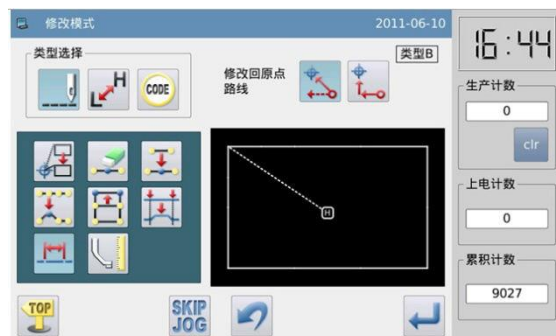 修改模式
2011-06-10
16:44
类型选择
L H
CODE
修改回原点
路线
类型B
生产计数
0
clr
上电计数
0
累积计数
9027
H
TOP
SKIP
JOG